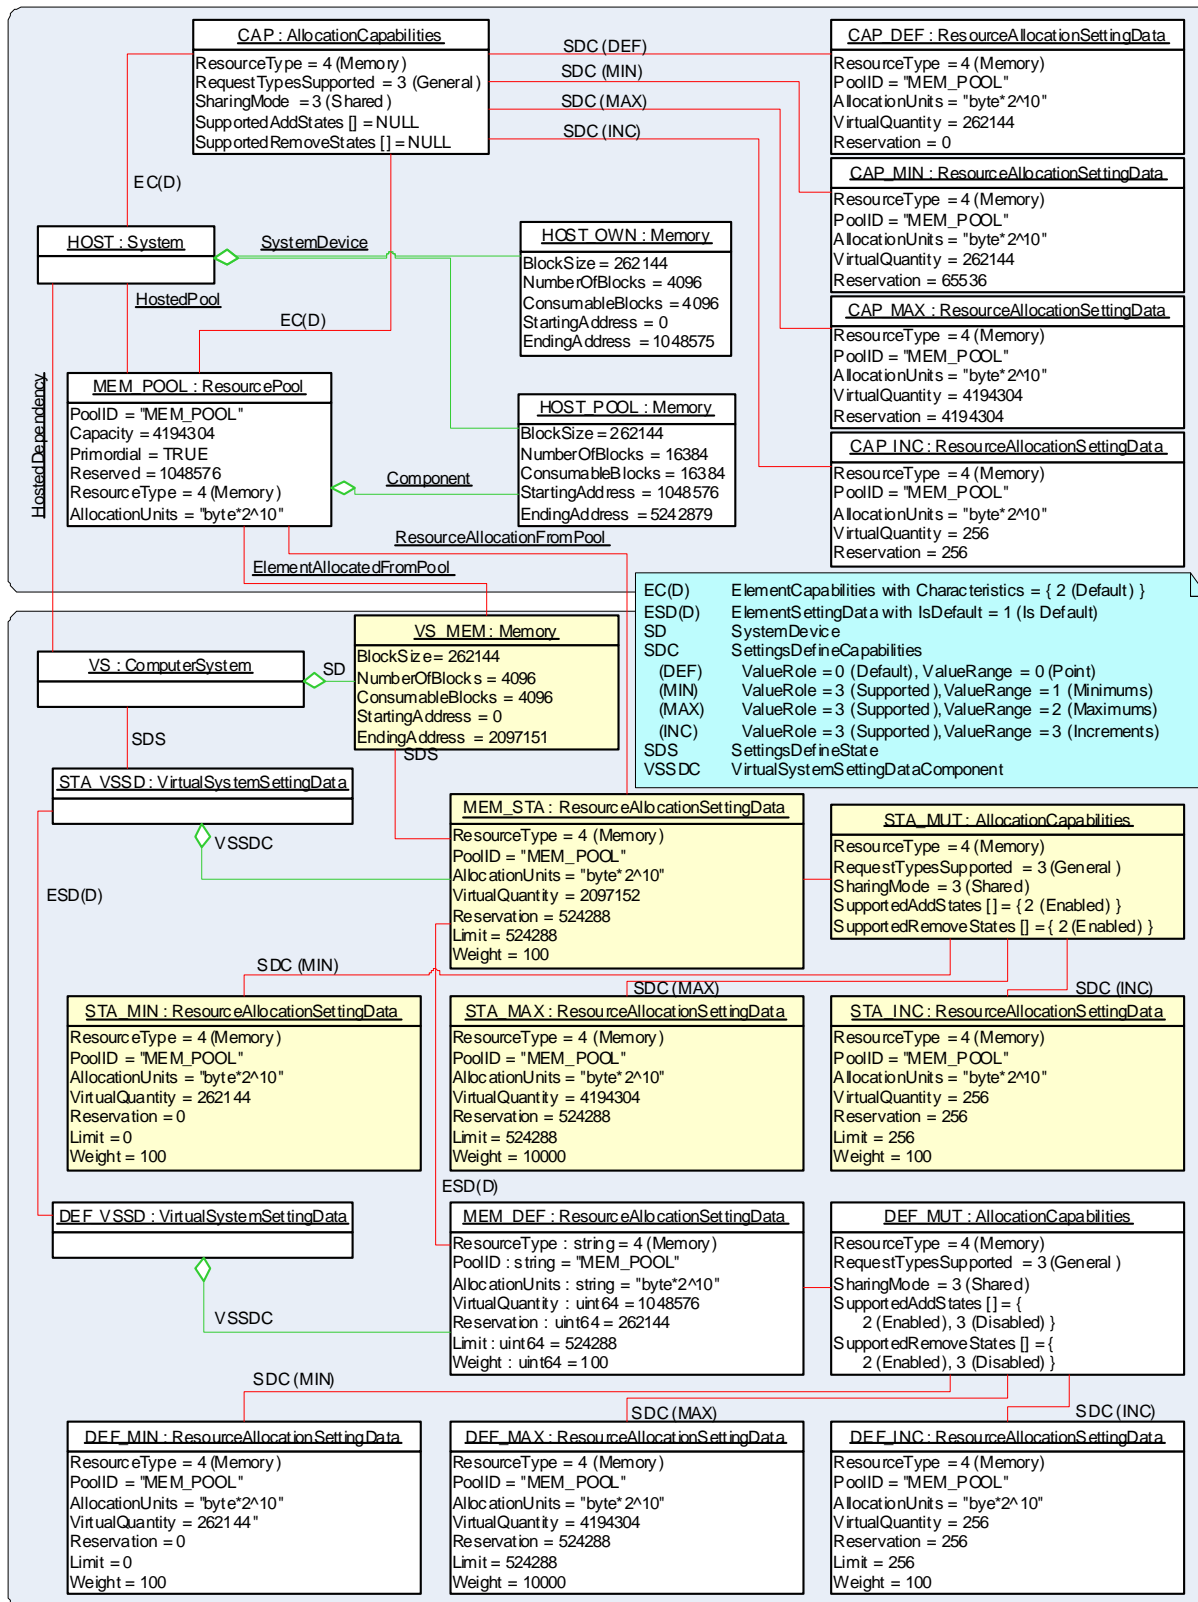 CAP : AllocationCapabilities
ResourceType = 4 (Memory)
RequestTypesSupported = 3 (General)
SharingMode = 3 (Shared)
SupportedAddStates [] = NULL
SupportedRemoveStates [] = NULL
SDC (DEF)
SDC (MIN)
SDC (MAX)
SDC (INC)
CAP_DEF : ResourceAllocationSettingData
ResourceType = 4 (Memory)
PoolID = "MEM_POOL"
AllocationUnits = "byte*2^10"
VirtualQuantity = 262144
Reservation = 0
CAP_MIN : ResourceAllocationSettingData
ResourceType = 4 (Memory)
PoolID = "MEM_POOL"
AllocationUnits = "byte*2^10"
VirtualQuantity = 262144
Reservation = 65536
CAP_MAX : ResourceAllocationSettingData
ResourceType = 4 (Memory)
PoolID = "MEM_POOL"
AllocationUnits = "byte*2^10"
VirtualQuantity = 4194304
Reservation = 4194304
CAP_INC : ResourceAllocationSettingData
ResourceType = 4 (Memory)
PoolID = "MEM_POOL"
AllocationUnits = "byte*2^10"
VirtualQuantity = 256
Reservation = 256
EC(D)
HOST : System
SystemDevice
HOST_OWN : Memory
BlockSize = 262144
NumberOfBlocks = 4096
ConsumableBlocks = 4096
StartingAddress = 0
EndingAddress = 1048575
HostedPool
EC(D)
HostedDependency
MEM_POOL : ResourcePool
PoolID = "MEM_POOL"
Capacity = 4194304
Primordial = TRUE
Reserved = 1048576
ResourceType = 4 (Memory)
AllocationUnits = "byte*2^10"
Component
HOST_POOL : Memory
BlockSize = 262144
NumberOfBlocks = 16384
ConsumableBlocks = 16384
StartingAddress = 1048576
EndingAddress = 5242879
ResourceAllocationFromPool
ElementAllocatedFromPool
EC(D) ElementCapabilities with Characteristics = { 2 (Default) }
ESD(D) ElementSettingData with IsDefault = 1 (Is Default)
SD SystemDevice
SDC SettingsDefineCapabilities
(DEF) ValueRole = 0 (Default), ValueRange = 0 (Point)
(MIN) ValueRole = 3 (Supported), ValueRange = 1 (Minimums)
(MAX) ValueRole = 3 (Supported), ValueRange = 2 (Maximums)
(INC) ValueRole = 3 (Supported), ValueRange = 3 (Increments)
SDS SettingsDefineState
VSSDC VirtualSystemSettingDataComponent
VS : ComputerSystem
SD
VS_MEM : Memory
BlockSize = 262144
NumberOfBlocks = 4096
ConsumableBlocks = 4096
StartingAddress = 0
EndingAddress = 2097151
SDS
SDS
STA_VSSD : VirtualSystemSettingData
VSSDC
ESD(D)
MEM_STA : ResourceAllocationSettingData
ResourceType = 4 (Memory)
PoolID = "MEM_POOL"
AllocationUnits = "byte*2^10"
VirtualQuantity = 2097152
Reservation = 524288
Limit = 524288
Weight = 100
STA_MUT : AllocationCapabilities
ResourceType = 4 (Memory)
RequestTypesSupported = 3 (General)
SharingMode = 3 (Shared)
SupportedAddStates [] = { 2 (Enabled) }
SupportedRemoveStates [] = { 2 (Enabled) }
SDC (MIN)
SDC (MAX)
SDC (INC)
STA_MIN : ResourceAllocationSettingData
ResourceType = 4 (Memory)
PoolID = "MEM_POOL"
AllocationUnits = "byte*2^10"
VirtualQuantity = 262144
Reservation = 0
Limit = 0
Weight = 100
STA_MAX : ResourceAllocationSettingData
ResourceType = 4 (Memory)
PoolID = "MEM_POOL"
AllocationUnits = "byte*2^10"
VirtualQuantity = 4194304
Reservation = 524288
Limit = 524288
Weight = 10000
STA_INC : ResourceAllocationSettingData
ResourceType = 4 (Memory)
PoolID = "MEM_POOL"
AllocationUnits = "byte*2^10"
VirtualQuantity = 256
Reservation = 256
Limit = 256
Weight = 100
ESD(D)
DEF_VSSD : VirtualSystemSettingData
VSSDC
MEM_DEF : ResourceAllocationSettingData
ResourceType : string = 4 (Memory)
PoolID : string = "MEM_POOL"
AllocationUnits : string = "byte*2^10"
VirtualQuantity : uint64 = 1048576
Reservation : uint64 = 262144
Limit : uint64 = 524288
Weight : uint64 = 100
DEF_MUT : AllocationCapabilities
ResourceType = 4 (Memory)
RequestTypesSupported = 3 (General)
SharingMode = 3 (Shared)
SupportedAddStates [] = {
2 (Enabled), 3 (Disabled) }
SupportedRemoveStates [] = {
2 (Enabled), 3 (Disabled) }
SDC (MIN)
SDC (MAX)
SDC (INC)
DEF_MIN : ResourceAllocationSettingData
ResourceType = 4 (Memory)
PoolID = "MEM_POOL"
AllocationUnits = "byte*2^10"
VirtualQuantity = 262144"
Reservation = 0
Limit = 0
Weight = 100
DEF_MAX : ResourceAllocationSettingData
ResourceType = 4 (Memory)
PoolID = "MEM_POOL"
AllocationUnits = "byte*2^10"
VirtualQuantity = 4194304
Reservation = 524288
Limit = 524288
Weight = 10000
DEF_INC : ResourceAllocationSettingData
ResourceType = 4 (Memory)
PoolID = "MEM_POOL"
AllocationUnits = "bye*2^10"
VirtualQuantity = 256
Reservation = 256
Limit = 256
Weight = 100